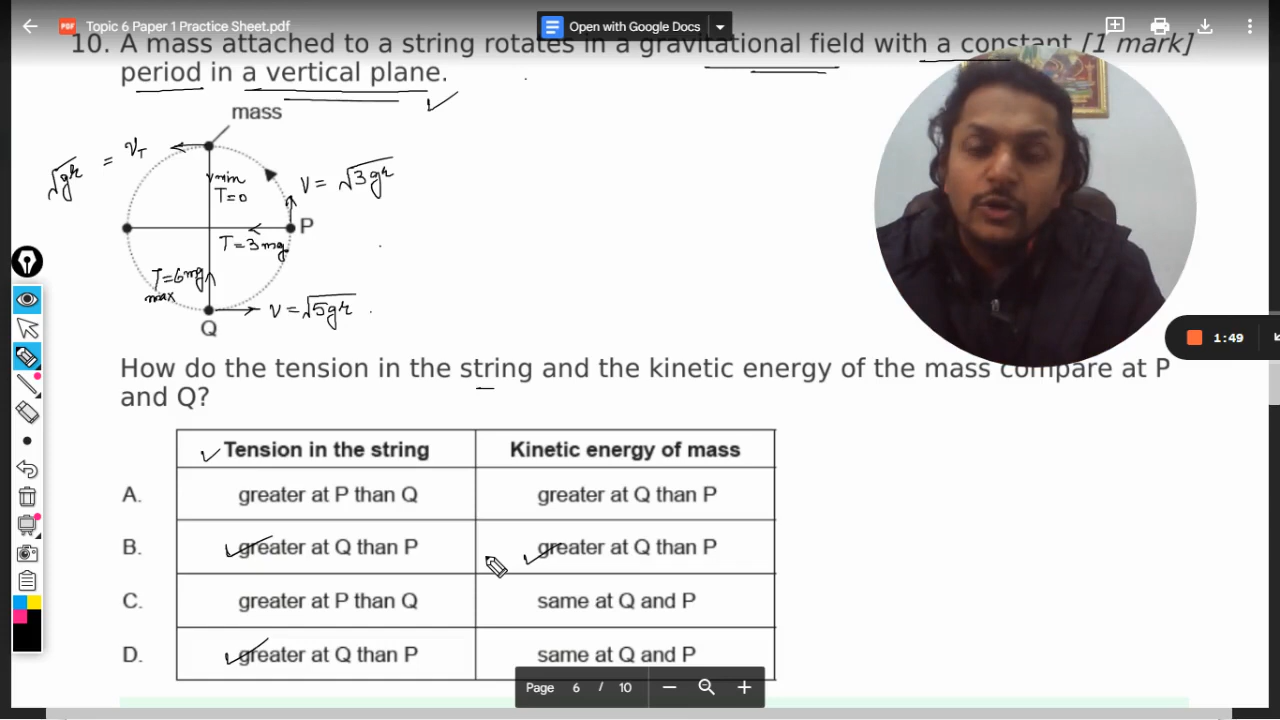 Topic 6 Paper 1 Practice Sheet.pdf
Open with Google Docs
10. A mass attached to a string rotates in a gravitational field with a constant [1 mark]
period in a vertical plane.
mass
√gr = vT
min
T=0
v = √3gr
P
T=3mg
T=6mg
max
v=√5gr
Q
1:49
How do the tension in the string and the kinetic energy of the mass compare at P
and Q?
Tension in the string Kinetic energy of mass
A. greater at P than Q greater at Q than P
B. greater at Q than P greater at Q than P
C. greater at P than Q same at Q and P
D. greater at Q than P same at Q and P
Page 6 / 10